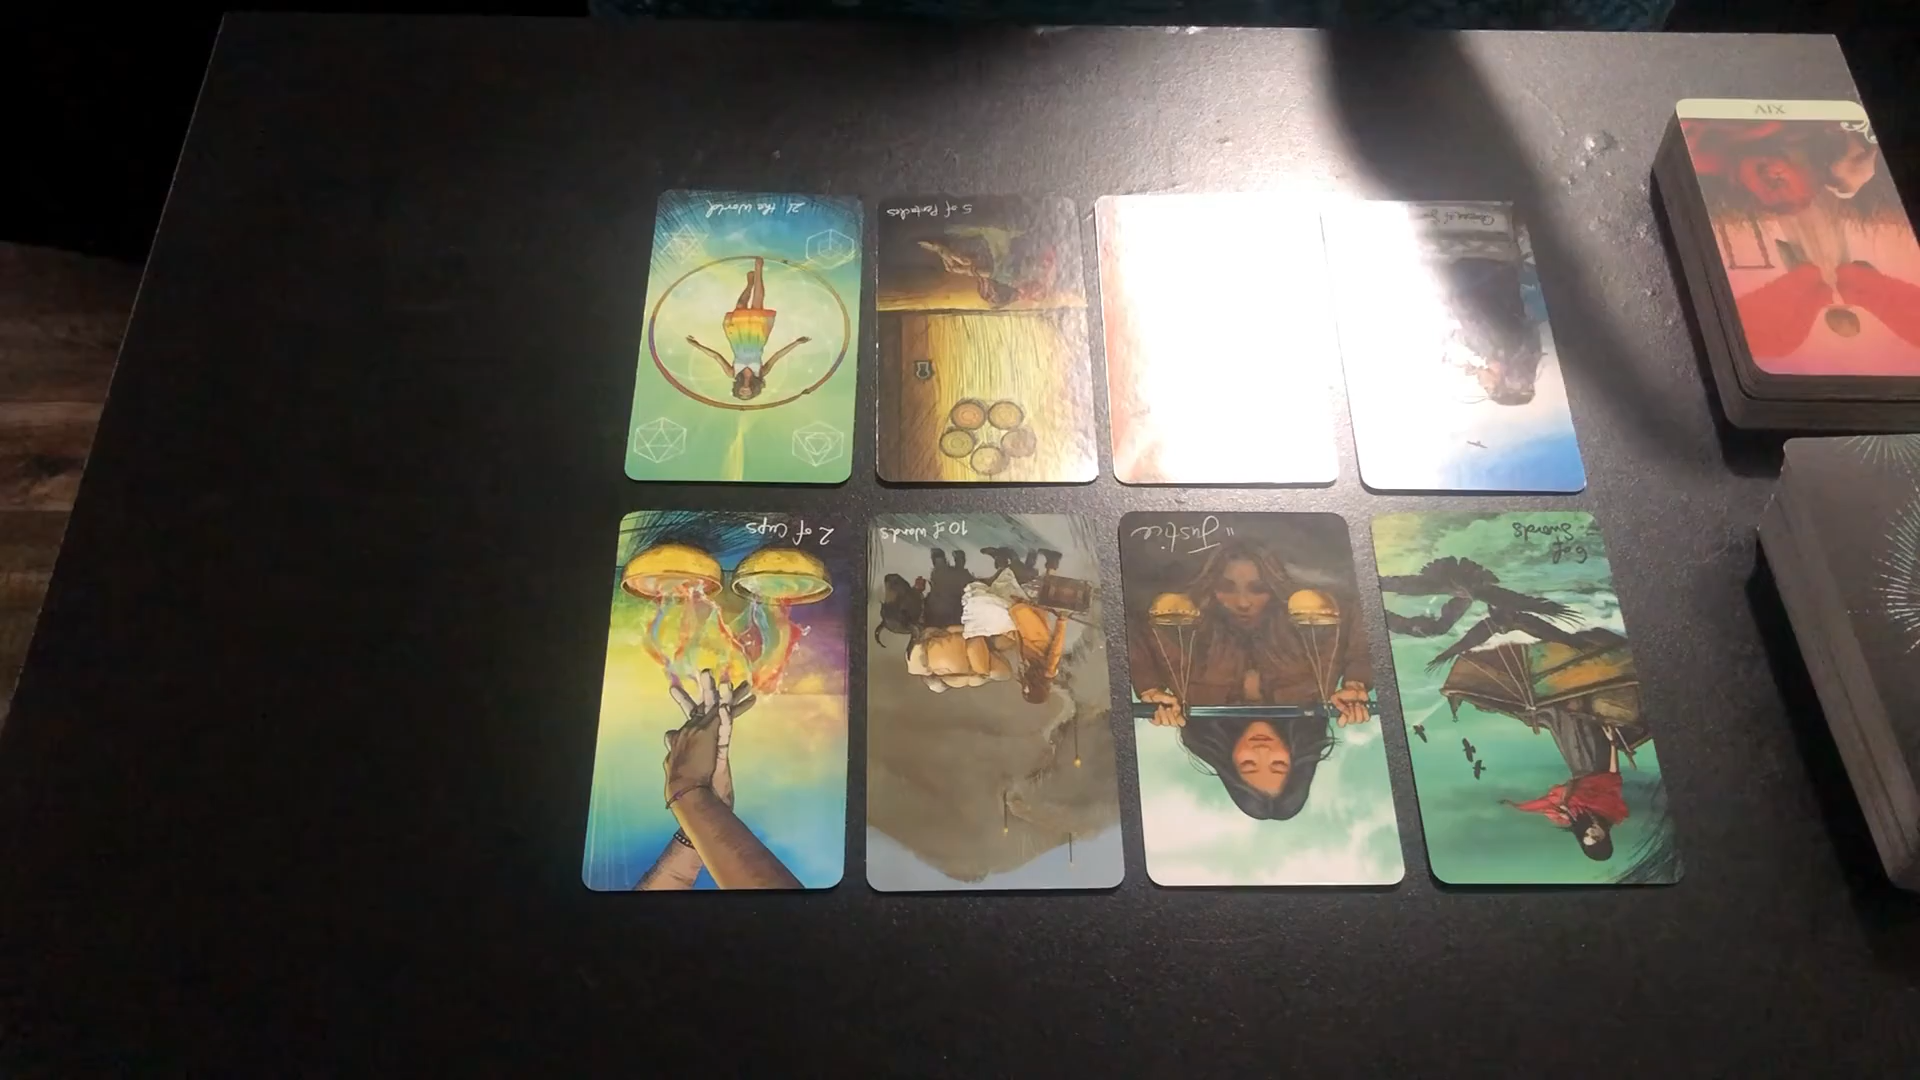 21 the World
5 of Pentacles
2 of Cups
10 of Wands
11 Justice
6 of
Swords
XIV